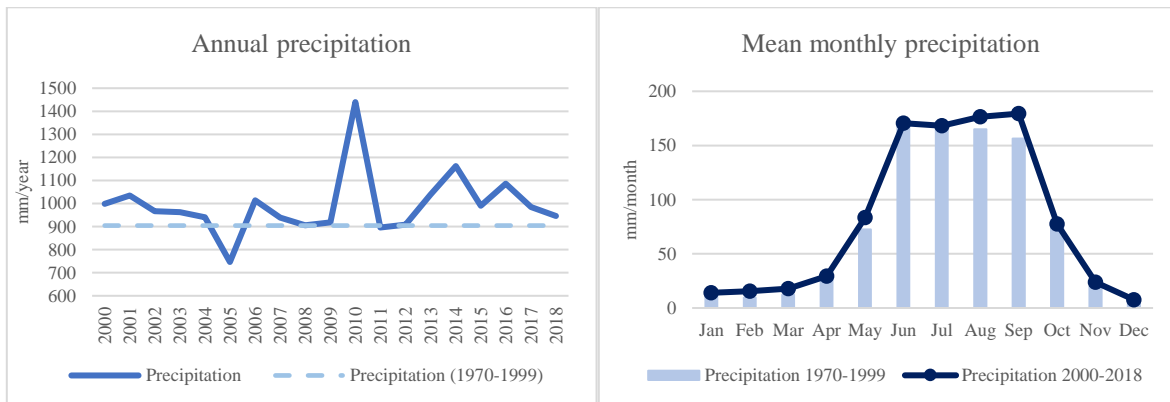 Annual precipitation
mm/year
1500
1400
1300
1200
1100
1000
900
800
700
600
2000 2001 2002 2003 2004 2005 2006 2007 2008 2009 2010 2011 2012 2013 2014 2015 2016 2017 2018
Precipitation Precipitation (1970-1999)
Mean monthly precipitation
mm/month
200
150
100
50
0
Jan Feb Mar Apr May Jun Jul Aug Sep Oct Nov Dec
Precipitation 1970-1999 Precipitation 2000-2018